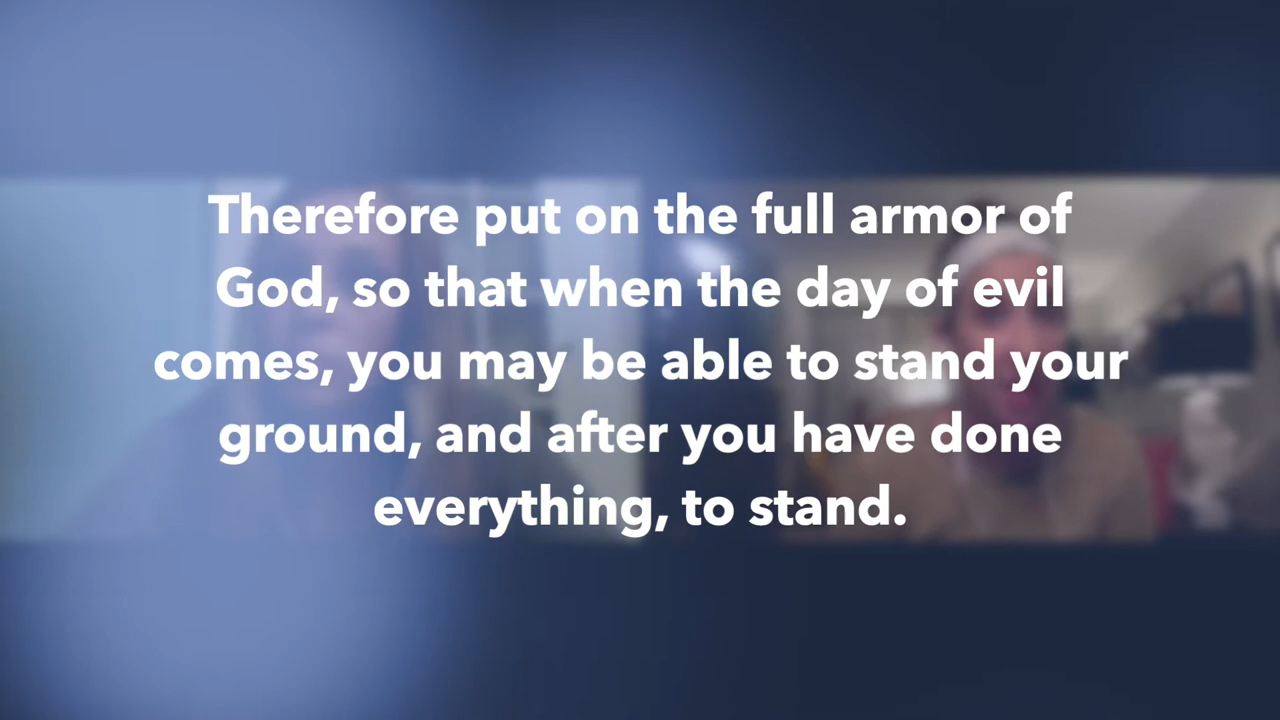 Therefore put on the full armor of
God, so that when the day of evil
comes, you may be able to stand your
ground, and after you have done
everything, to stand.